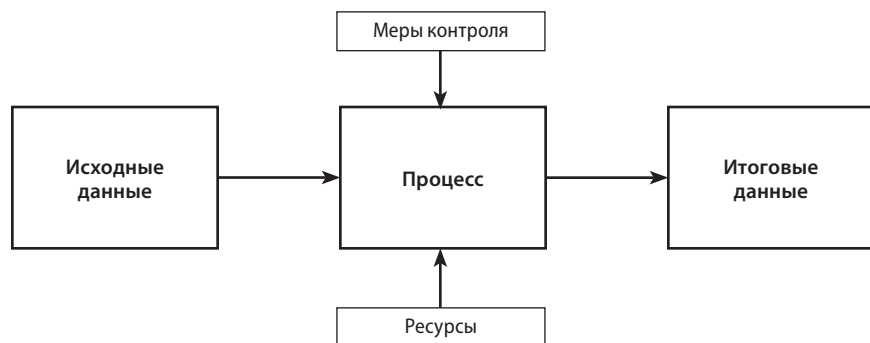 Меры контроля
Исходные
данные
Процесс
Итоговые
данные
Ресурсы